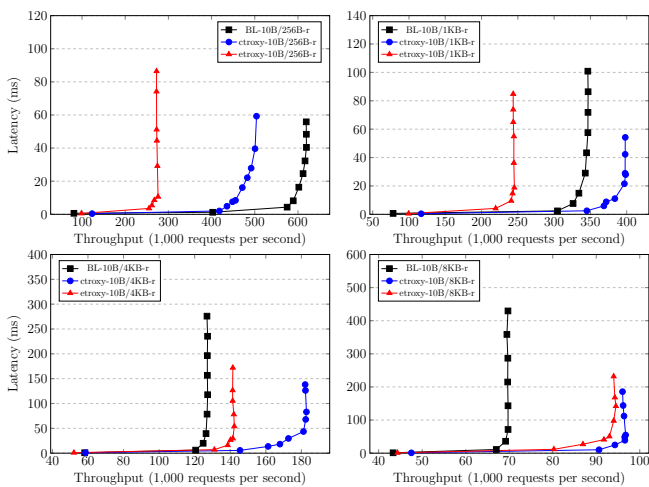 120
100
80
60
40
20
0
Latency (ms)
BL-10B/256B-r
ctroxy-10B/256B-r
etroxy-10B/256B-r
100 200 300 400 500 600
Throughput (1,000 requests per second)
140
120
100
80
60
40
20
0
BL-10B/1KB-r
ctroxy-10B/1KB-r
etroxy-10B/1KB-r
50 100 150 200 250 300 350 400
Throughput (1,000 requests per second)
400
350
300
250
200
150
100
50
0
Latency (ms)
BL-10B/4KB-r
ctroxy-10B/4KB-r
etroxy-10B/4KB-r
40 60 80 100 120 140 160 180
Throughput (1,000 requests per second)
600
500
400
300
200
100
0
BL-10B/8KB-r
ctroxy-10B/8KB-r
etroxy-10B/8KB-r
40 50 60 70 80 90 100
Throughput (1,000 requests per second)